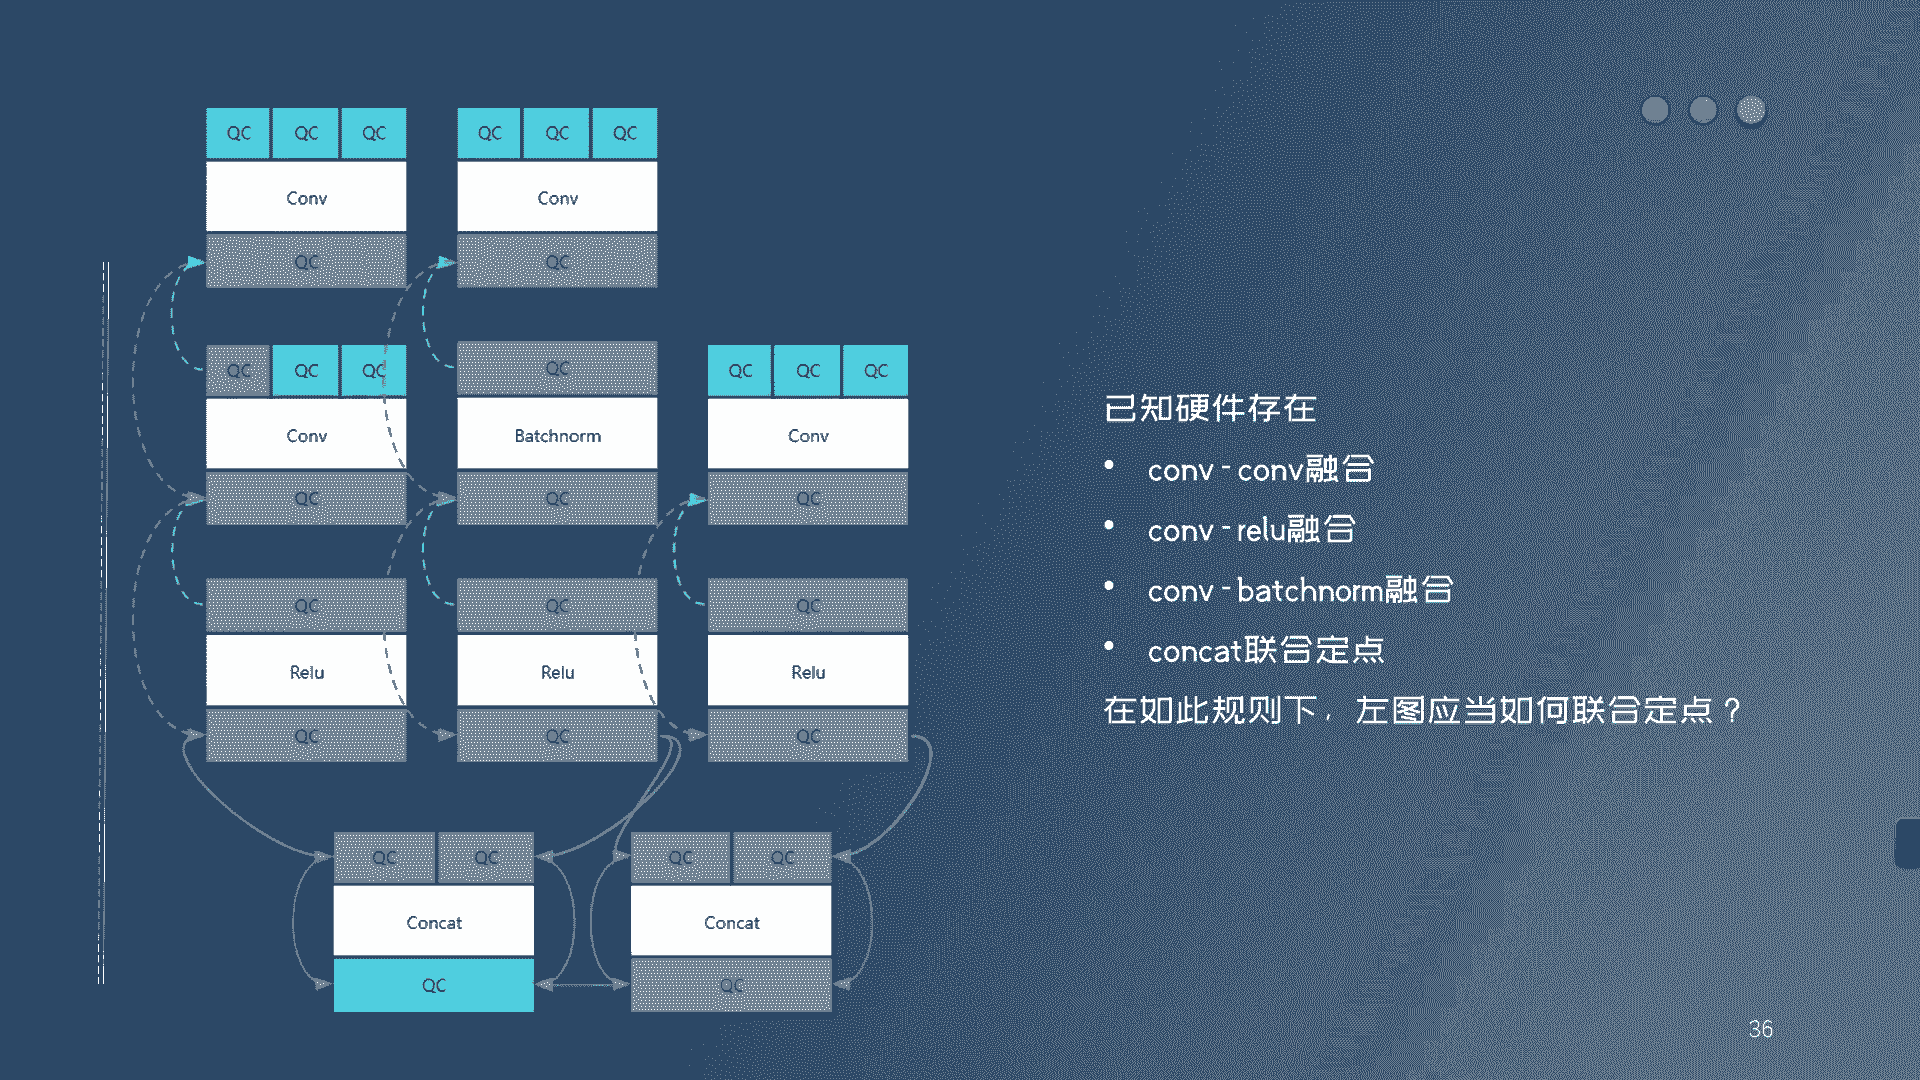 QC QC QC QC QC QC
Conv Conv
QC QC
QC QC QC QC QC QC QC
Conv Batchnorm Conv
QC QC QC
QC QC QC
Relu Relu Relu
QC QC QC
QC QC QC QC
Concat Concat
QC QC
已知硬件存在
• conv - conv融合
• conv - relu融合
• conv - batchnorm融合
• concat联合定点
在如此规则下，左图应当如何联合定点？
36